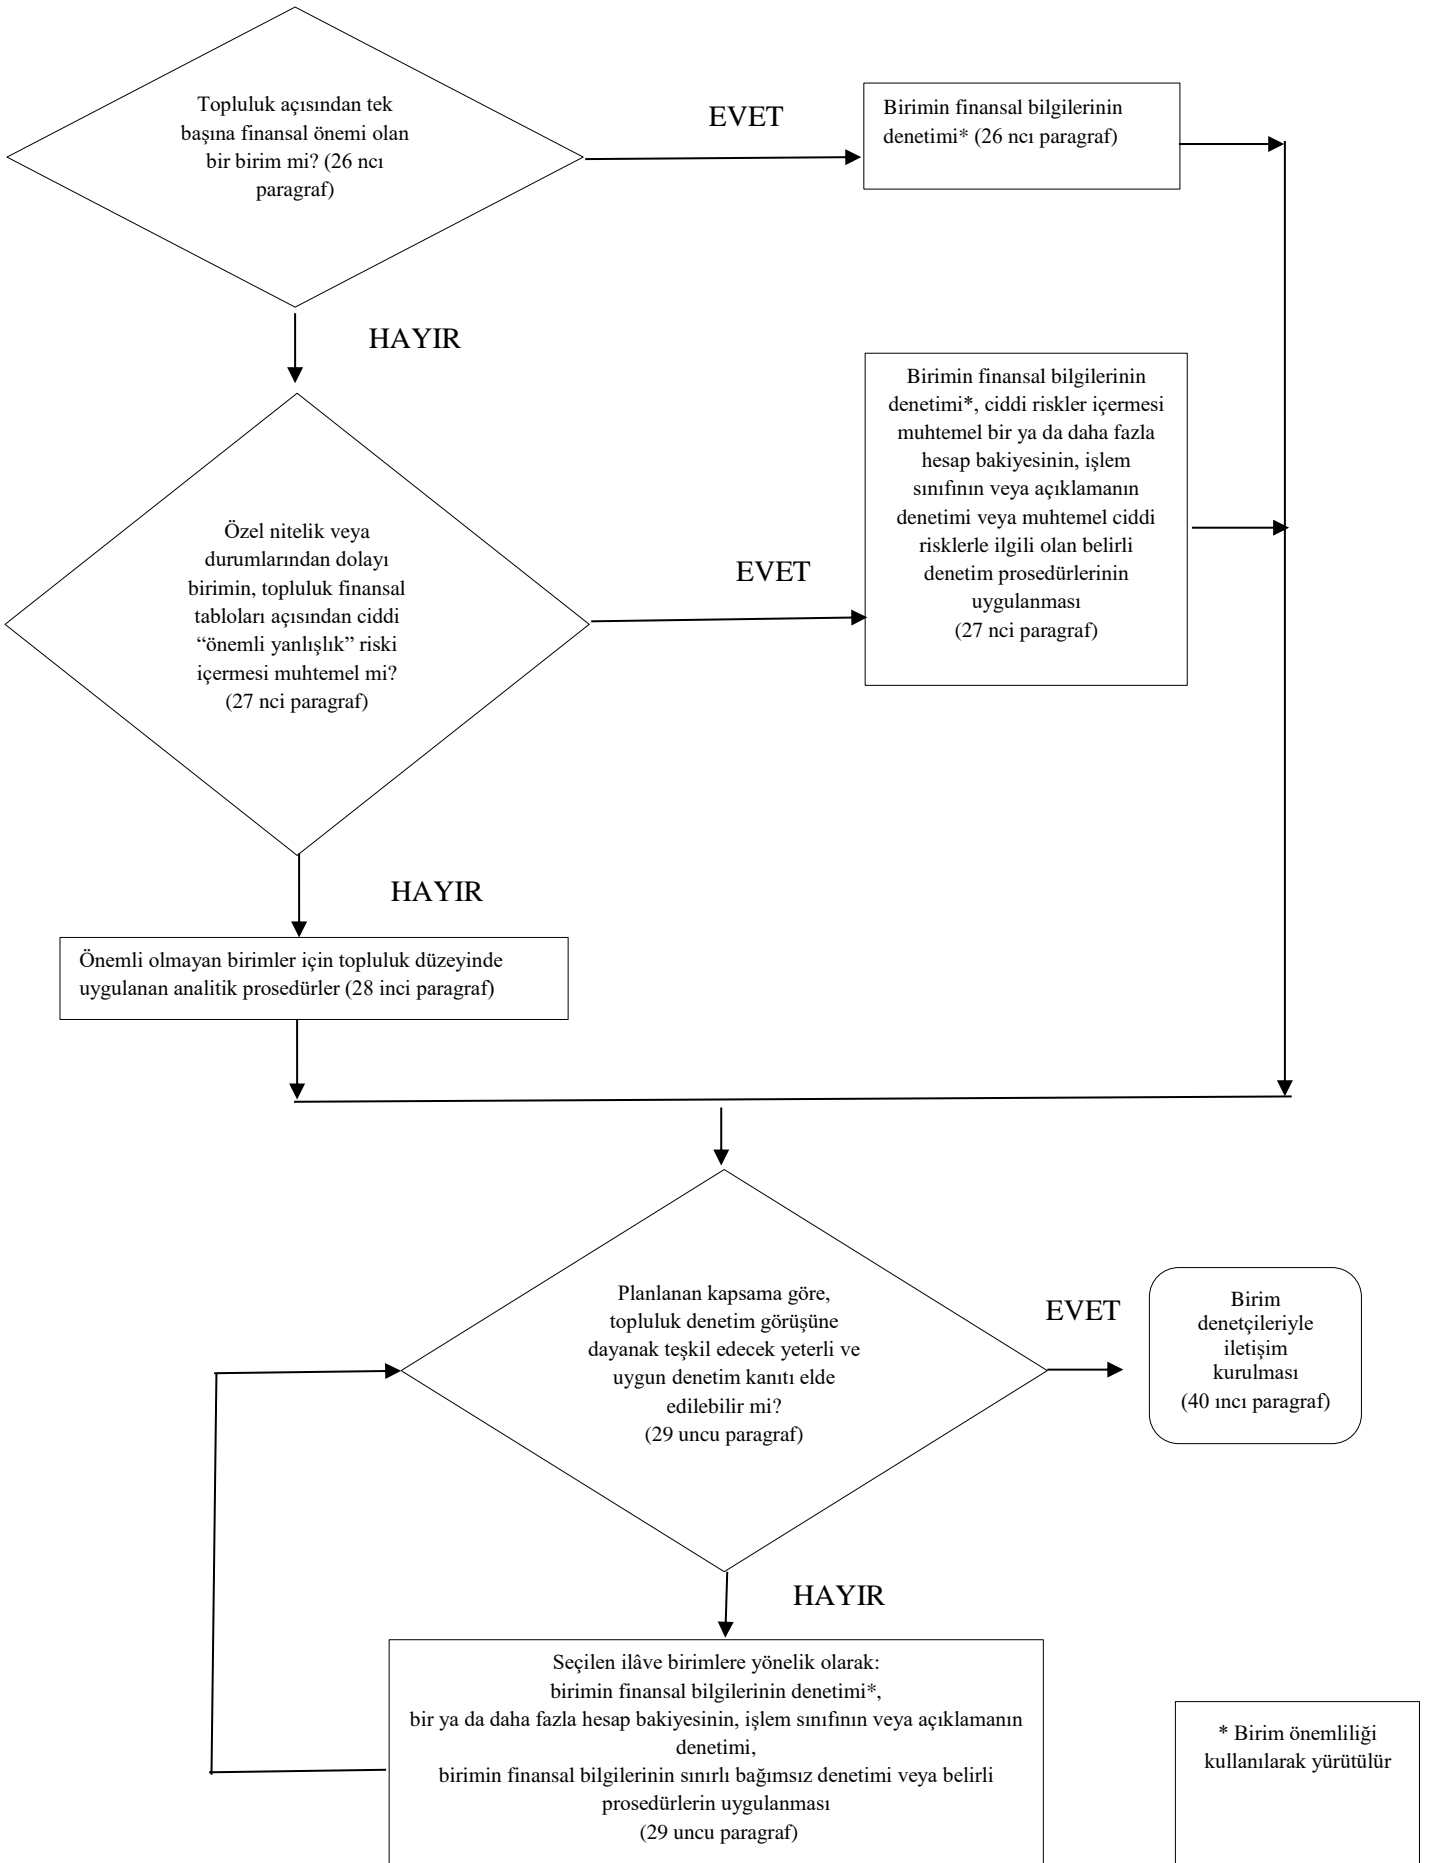 Topluluk açısından tek
başına finansal önemi olan
bir birim mi? (26 ncı
paragraf)
EVET
Birimin finansal bilgilerinin
denetimi* (26 ncı paragraf)
HAYIR
Özel nitelik veya
durumlarından dolayı
birimin, topluluk finansal
tabloları açısından ciddi
“önemli yanlışlık” riski
içermesi muhtemel mi?
(27 nci paragraf)
EVET
Birimin finansal bilgilerinin
denetimi*, ciddi riskler içermesi
muhtemel bir ya da daha fazla
hesap bakiyesinin, işlem
sınıfının veya açıklamanın
denetimi veya muhtemel ciddi
risklerle ilgili olan belirli
denetim prosedürlerinin
uygulanması
(27 nci paragraf)
HAYIR
Önemli olmayan birimler için topluluk düzeyinde
uygulanan analitik prosedürler (28 inci paragraf)
Planlanan kapsama göre,
topluluk denetim görüşüne
dayanak teşkil edecek yeterli ve
uygun denetim kanıtı elde
edilebilir mi?
(29 uncu paragraf)
EVET
Birim
denetçileriyle
iletişim
kurulması
(40 ıncı paragraf)
HAYIR
Seçilen ilâve birimlere yönelik olarak:
birimin finansal bilgilerinin denetimi*,
bir ya da daha fazla hesap bakiyesinin, işlem sınıfının veya açıklamanın
denetimi,
birimin finansal bilgilerinin sınırlı bağımsız denetimi veya belirli
prosedürlerin uygulanması
(29 uncu paragraf)
* Birim önemliliği
kullanılarak yürütülür